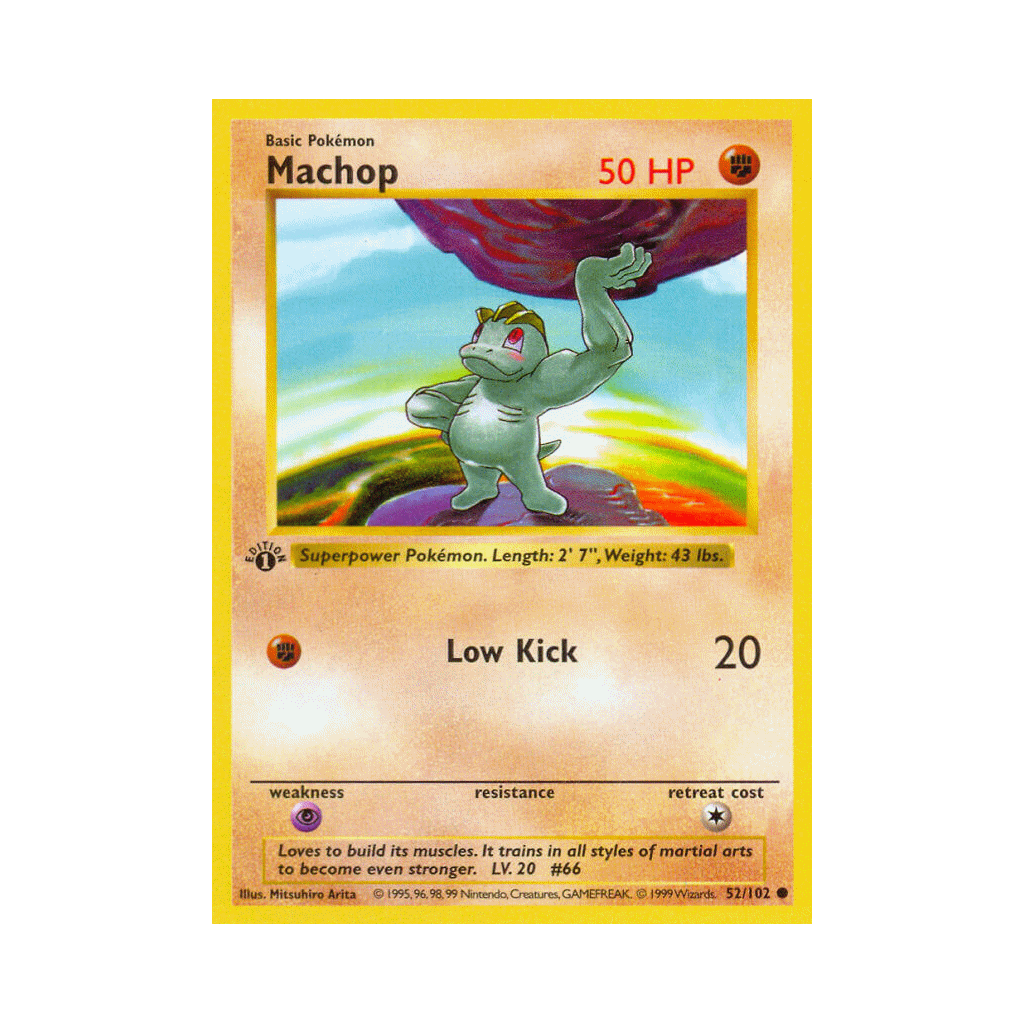 Basic Pokémon
Machop 50 HP
EDITION 1
Superpower Pokémon. Length: 2' 7", Weight: 43 lbs.
Low Kick 20
weakness resistance retreat cost
Loves to build its muscles. It trains in all styles of martial arts
to become even stronger. LV. 20 #66
Illus. Mitsuhiro Arita © 1995, 96, 98, 99 Nintendo, Creatures, GAMEFREAK. © 1999 Wizards. 52/102